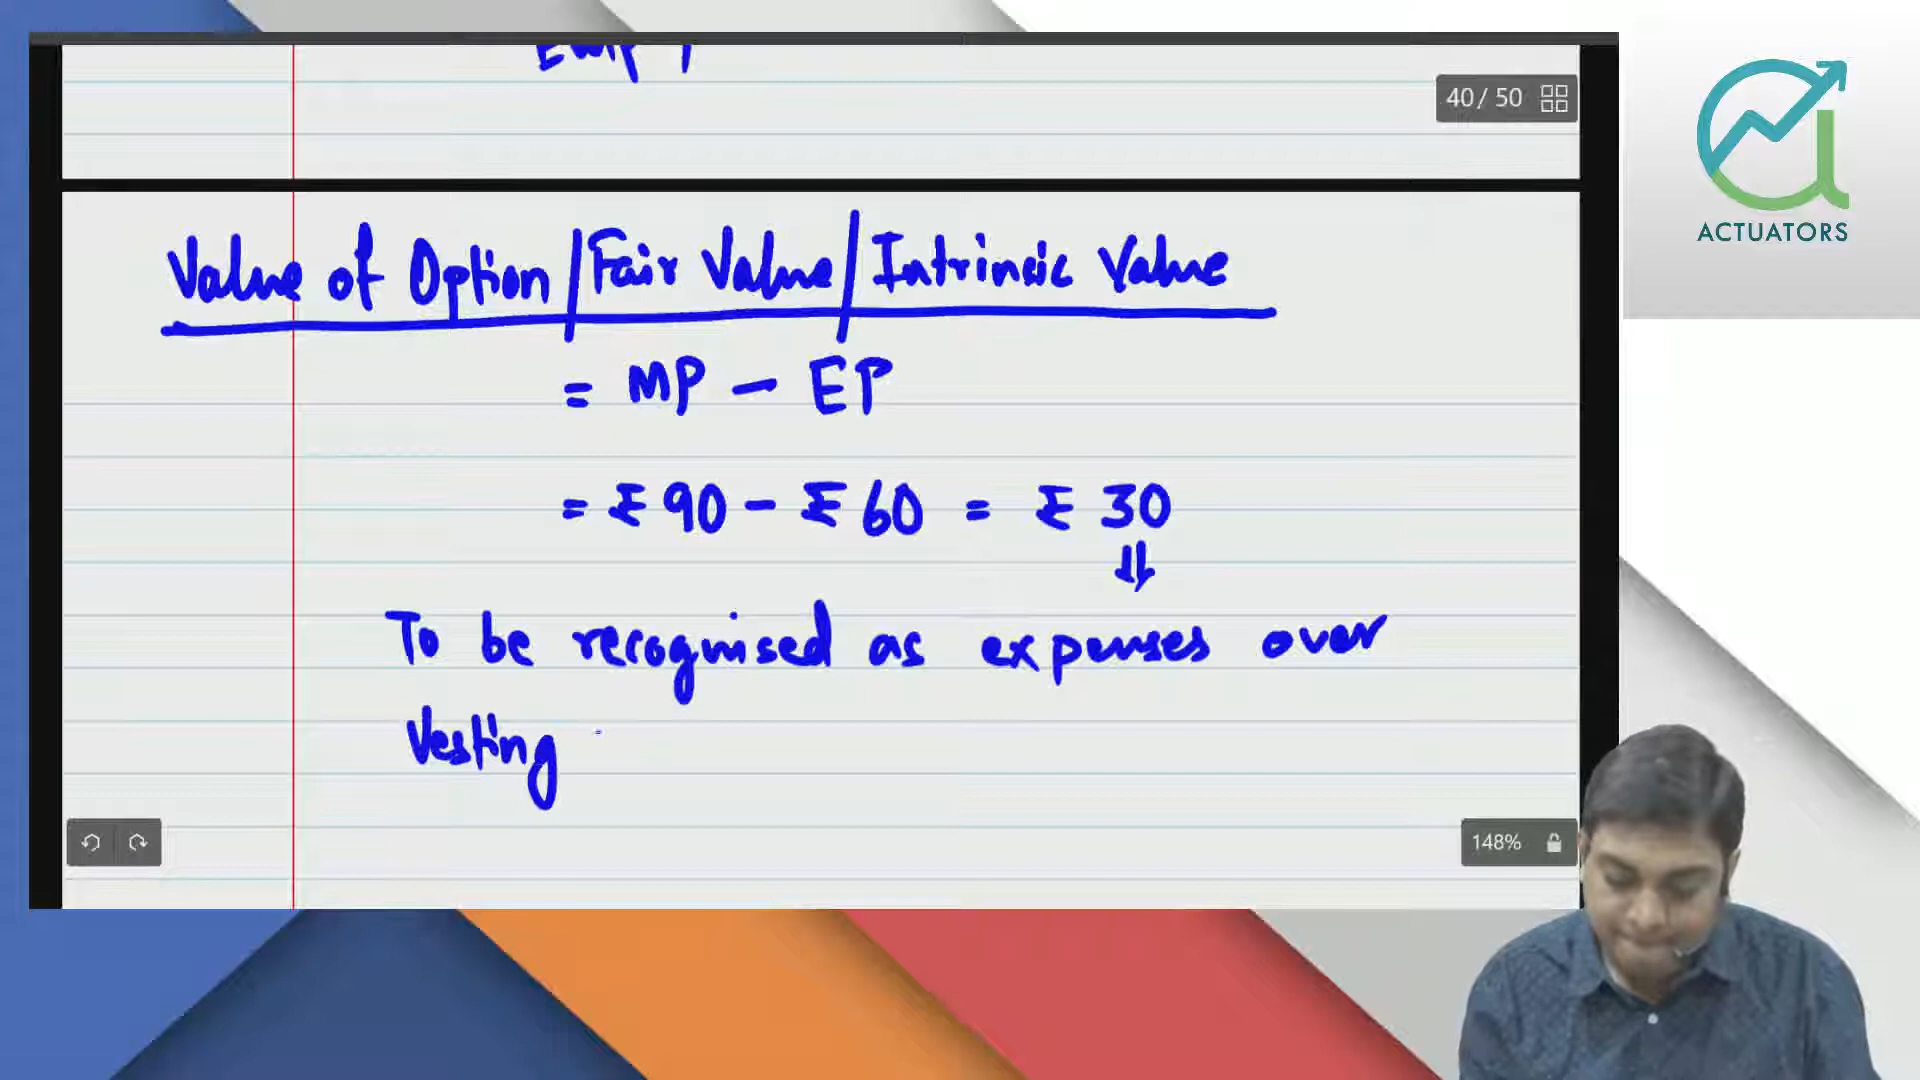 40 / 50
ACTUATORS
Value of Option / Fair Value / Intrinsic Value
= MP - EP
= ₹ 90 - ₹ 60 = ₹ 30
To be recognised as expenses over
Vesting
148%